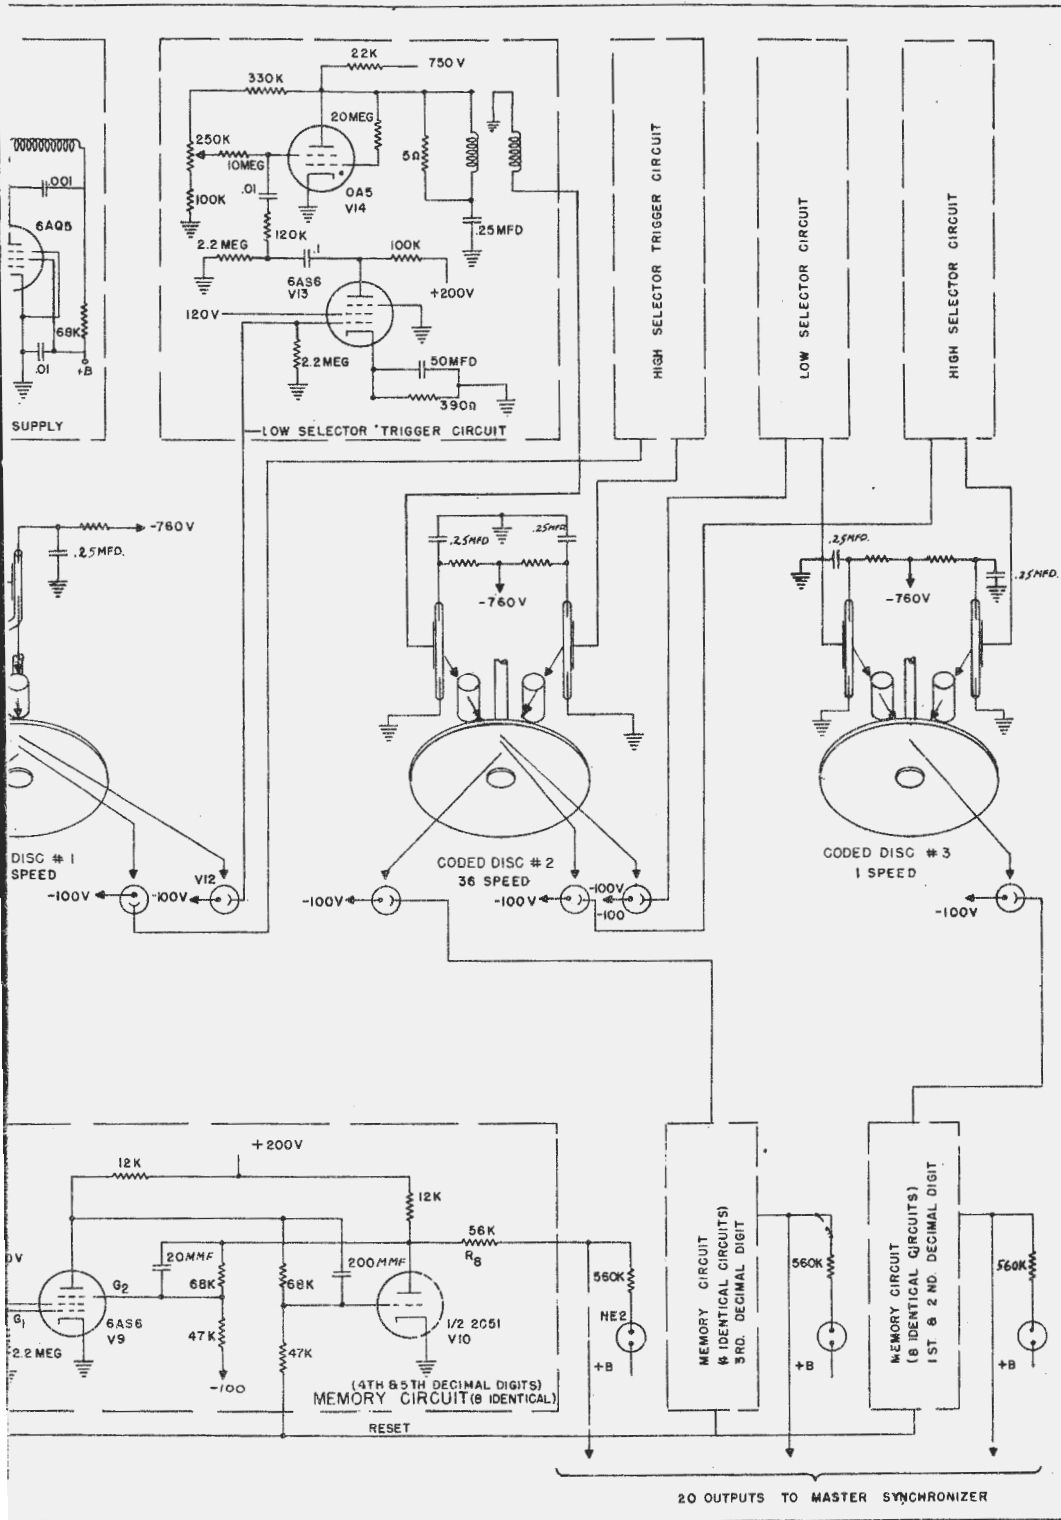 22K
750 V
330K
20MEG
250K
10MEG
5Ω
.001
.01
OA5
V14
100K
6AQ5
120K
.25MFD
2.2 MEG
.1
100K
6AS6
V13
+200V
120V
68K
2.2 MEG
50MFD
.01
+B
390Ω
SUPPLY
LOW SELECTOR TRIGGER CIRCUIT
HIGH SELECTOR TRIGGER CIRCUIT
LOW SELECTOR CIRCUIT
HIGH SELECTOR CIRCUIT
-760V
.25MFD.
.25MFD
.25MFD
-760V
.25MFD.
.25MFD.
-760V
DISC # 1
SPEED
CODED DISC #2
36 SPEED
CODED DISC #3
1 SPEED
V12
-100V
-100V
-100V
-100V
-100V
-100
-100V
+200V
12K
12K
56K
R8
20MMF
200MMF
68K
68K
560K
560K
560K
0V
G2
G1
6AS6
V9
1/2 2C51
V10
NE2
47K
47K
2.2 MEG
-100
+B
+B
+B
(4TH & 5TH DECIMAL DIGITS)
MEMORY CIRCUIT (8 IDENTICAL)
MEMORY CIRCUIT
(4 IDENTICAL CIRCUITS)
3RD. DECIMAL DIGIT
MEMORY CIRCUIT
(8 IDENTICAL CIRCUITS)
1ST & 2 ND. DECIMAL DIGIT
RESET
20 OUTPUTS TO MASTER SYNCHRONIZER